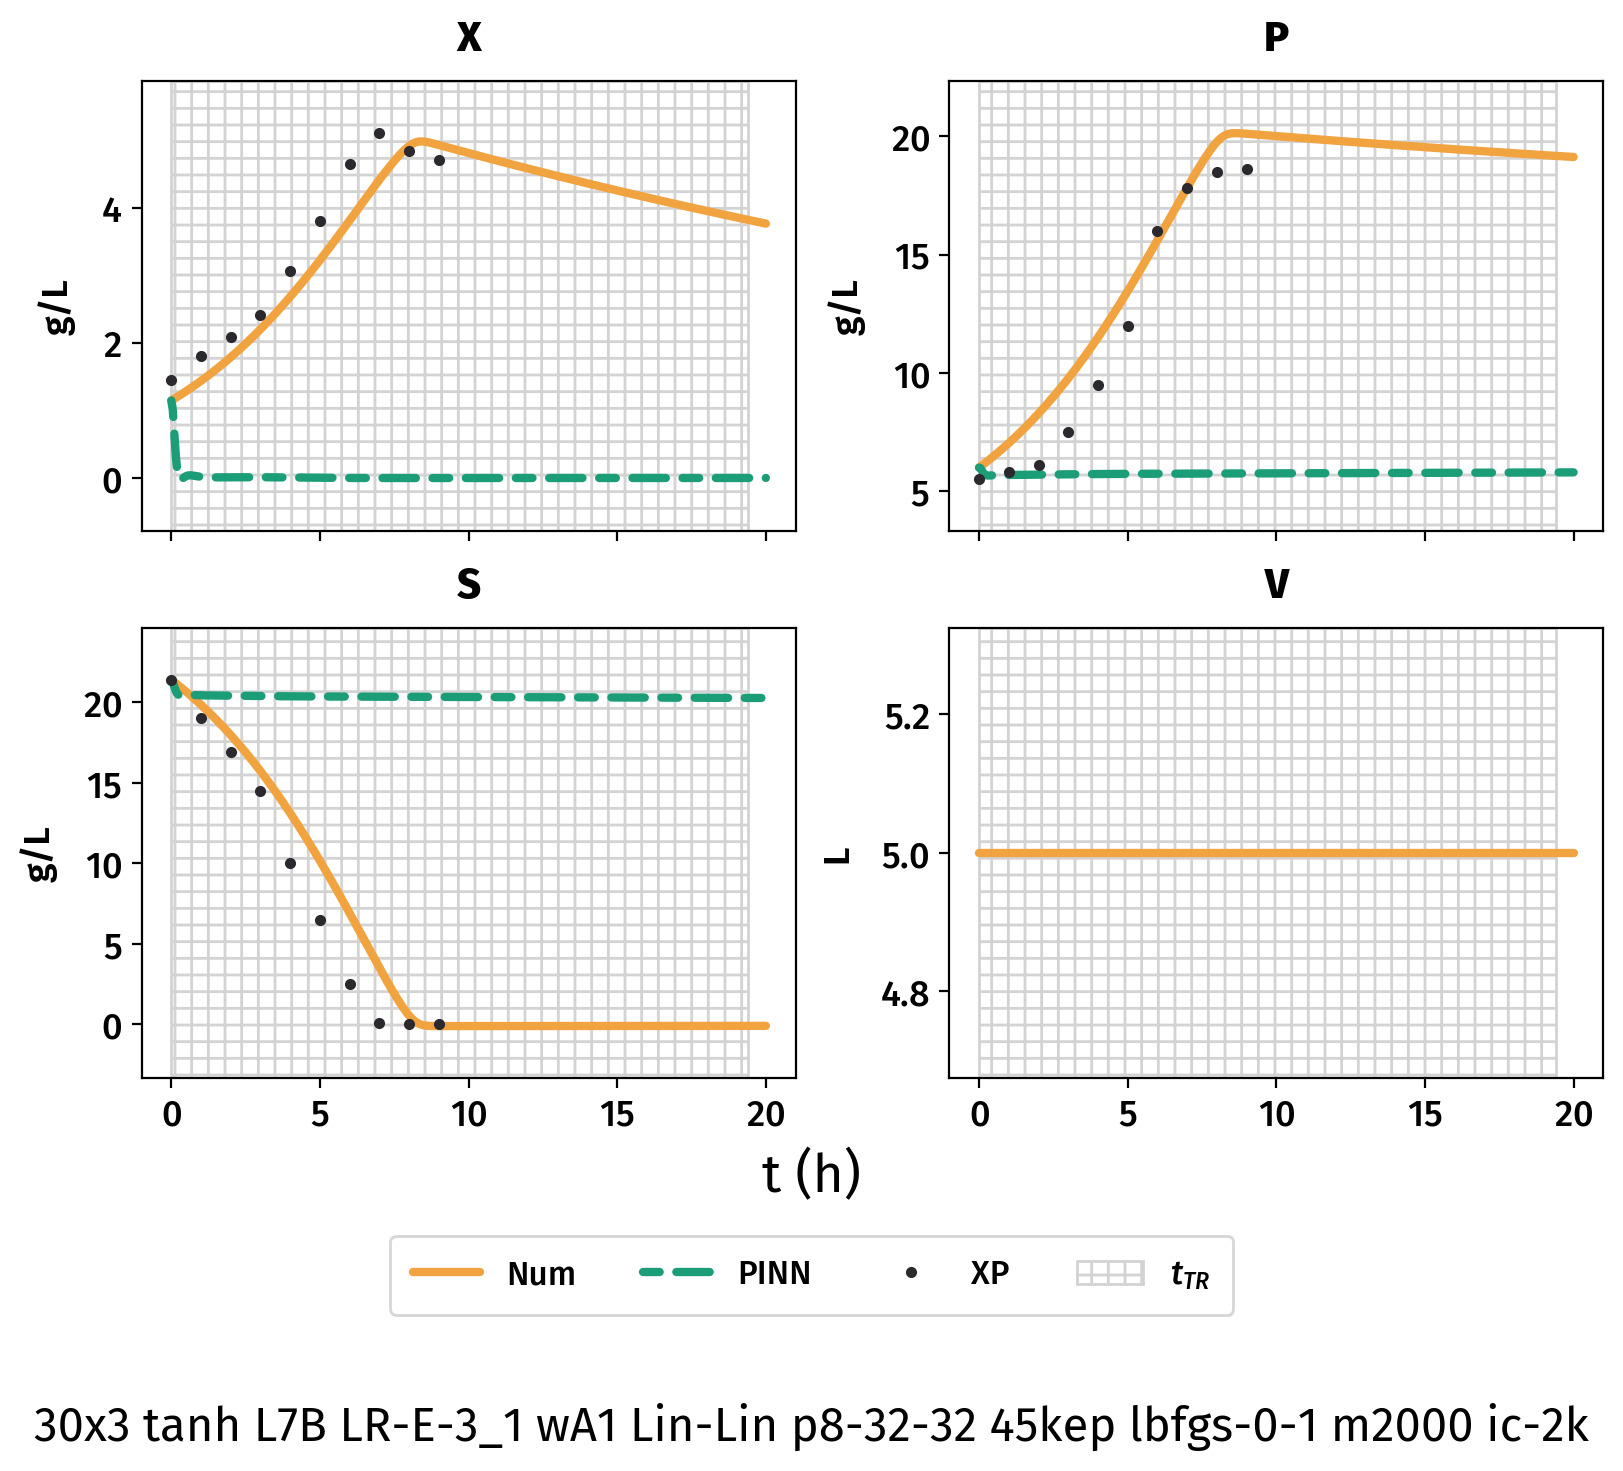 X
P
g/L
4
2
0
g/L
20
15
10
5
S
V
g/L
20
15
10
5
0
L
5.2
5.0
4.8
0 5 10 15 20
0 5 10 15 20
t (h)
Num PINN XP t_TR
30x3 tanh L7B LR-E-3_1 wA1 Lin-Lin p8-32-32 45kep lbfgs-0-1 m2000 ic-2k